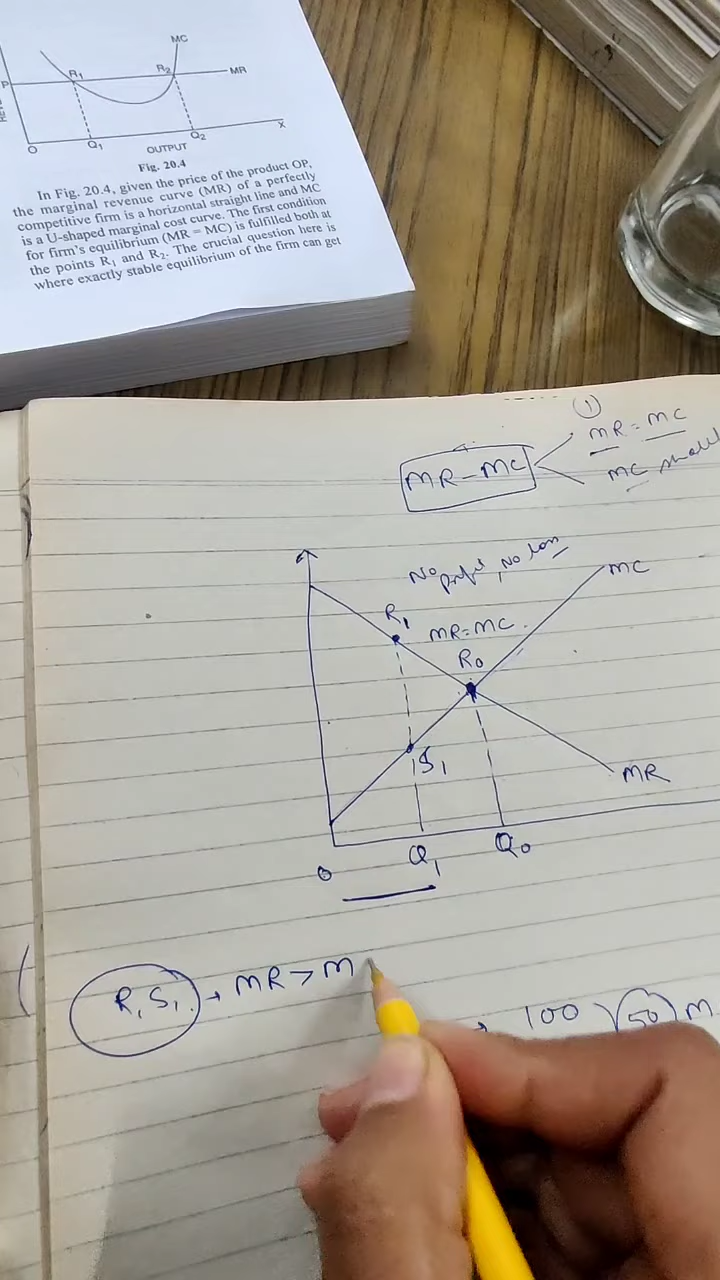 MC
P
R₁
R₂
MR
O
Q₁
Q₂
X
OUTPUT
Fig. 20.4
In Fig. 20.4, given the price of the product OP,
the marginal revenue curve (MR) of a perfectly
competitive firm is a horizontal straight line and MC
is a U-shaped marginal cost curve. The first condition
for firm's equilibrium (MR = MC) is fulfilled both at
the points R₁ and R₂. The crucial question here is
where exactly stable equilibrium of the firm can get
①
MR = MC
MR - MC
MC
No
, No loss
MC
R₁
MR = MC.
R₀
S₁
MR
0
Q₁
Q₀
R₁S₁ → MR > M
→ 100
50
m